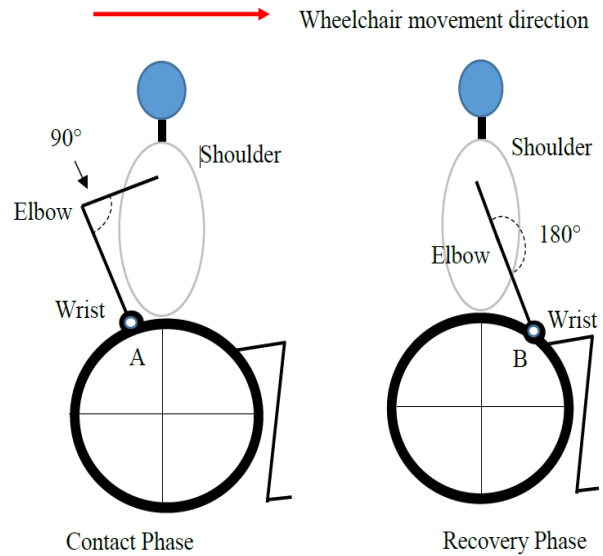 Wheelchair movement direction
90°
Shoulder
Elbow
Wrist
A
Contact Phase
Shoulder
180°
Elbow
Wrist
B
Recovery Phase